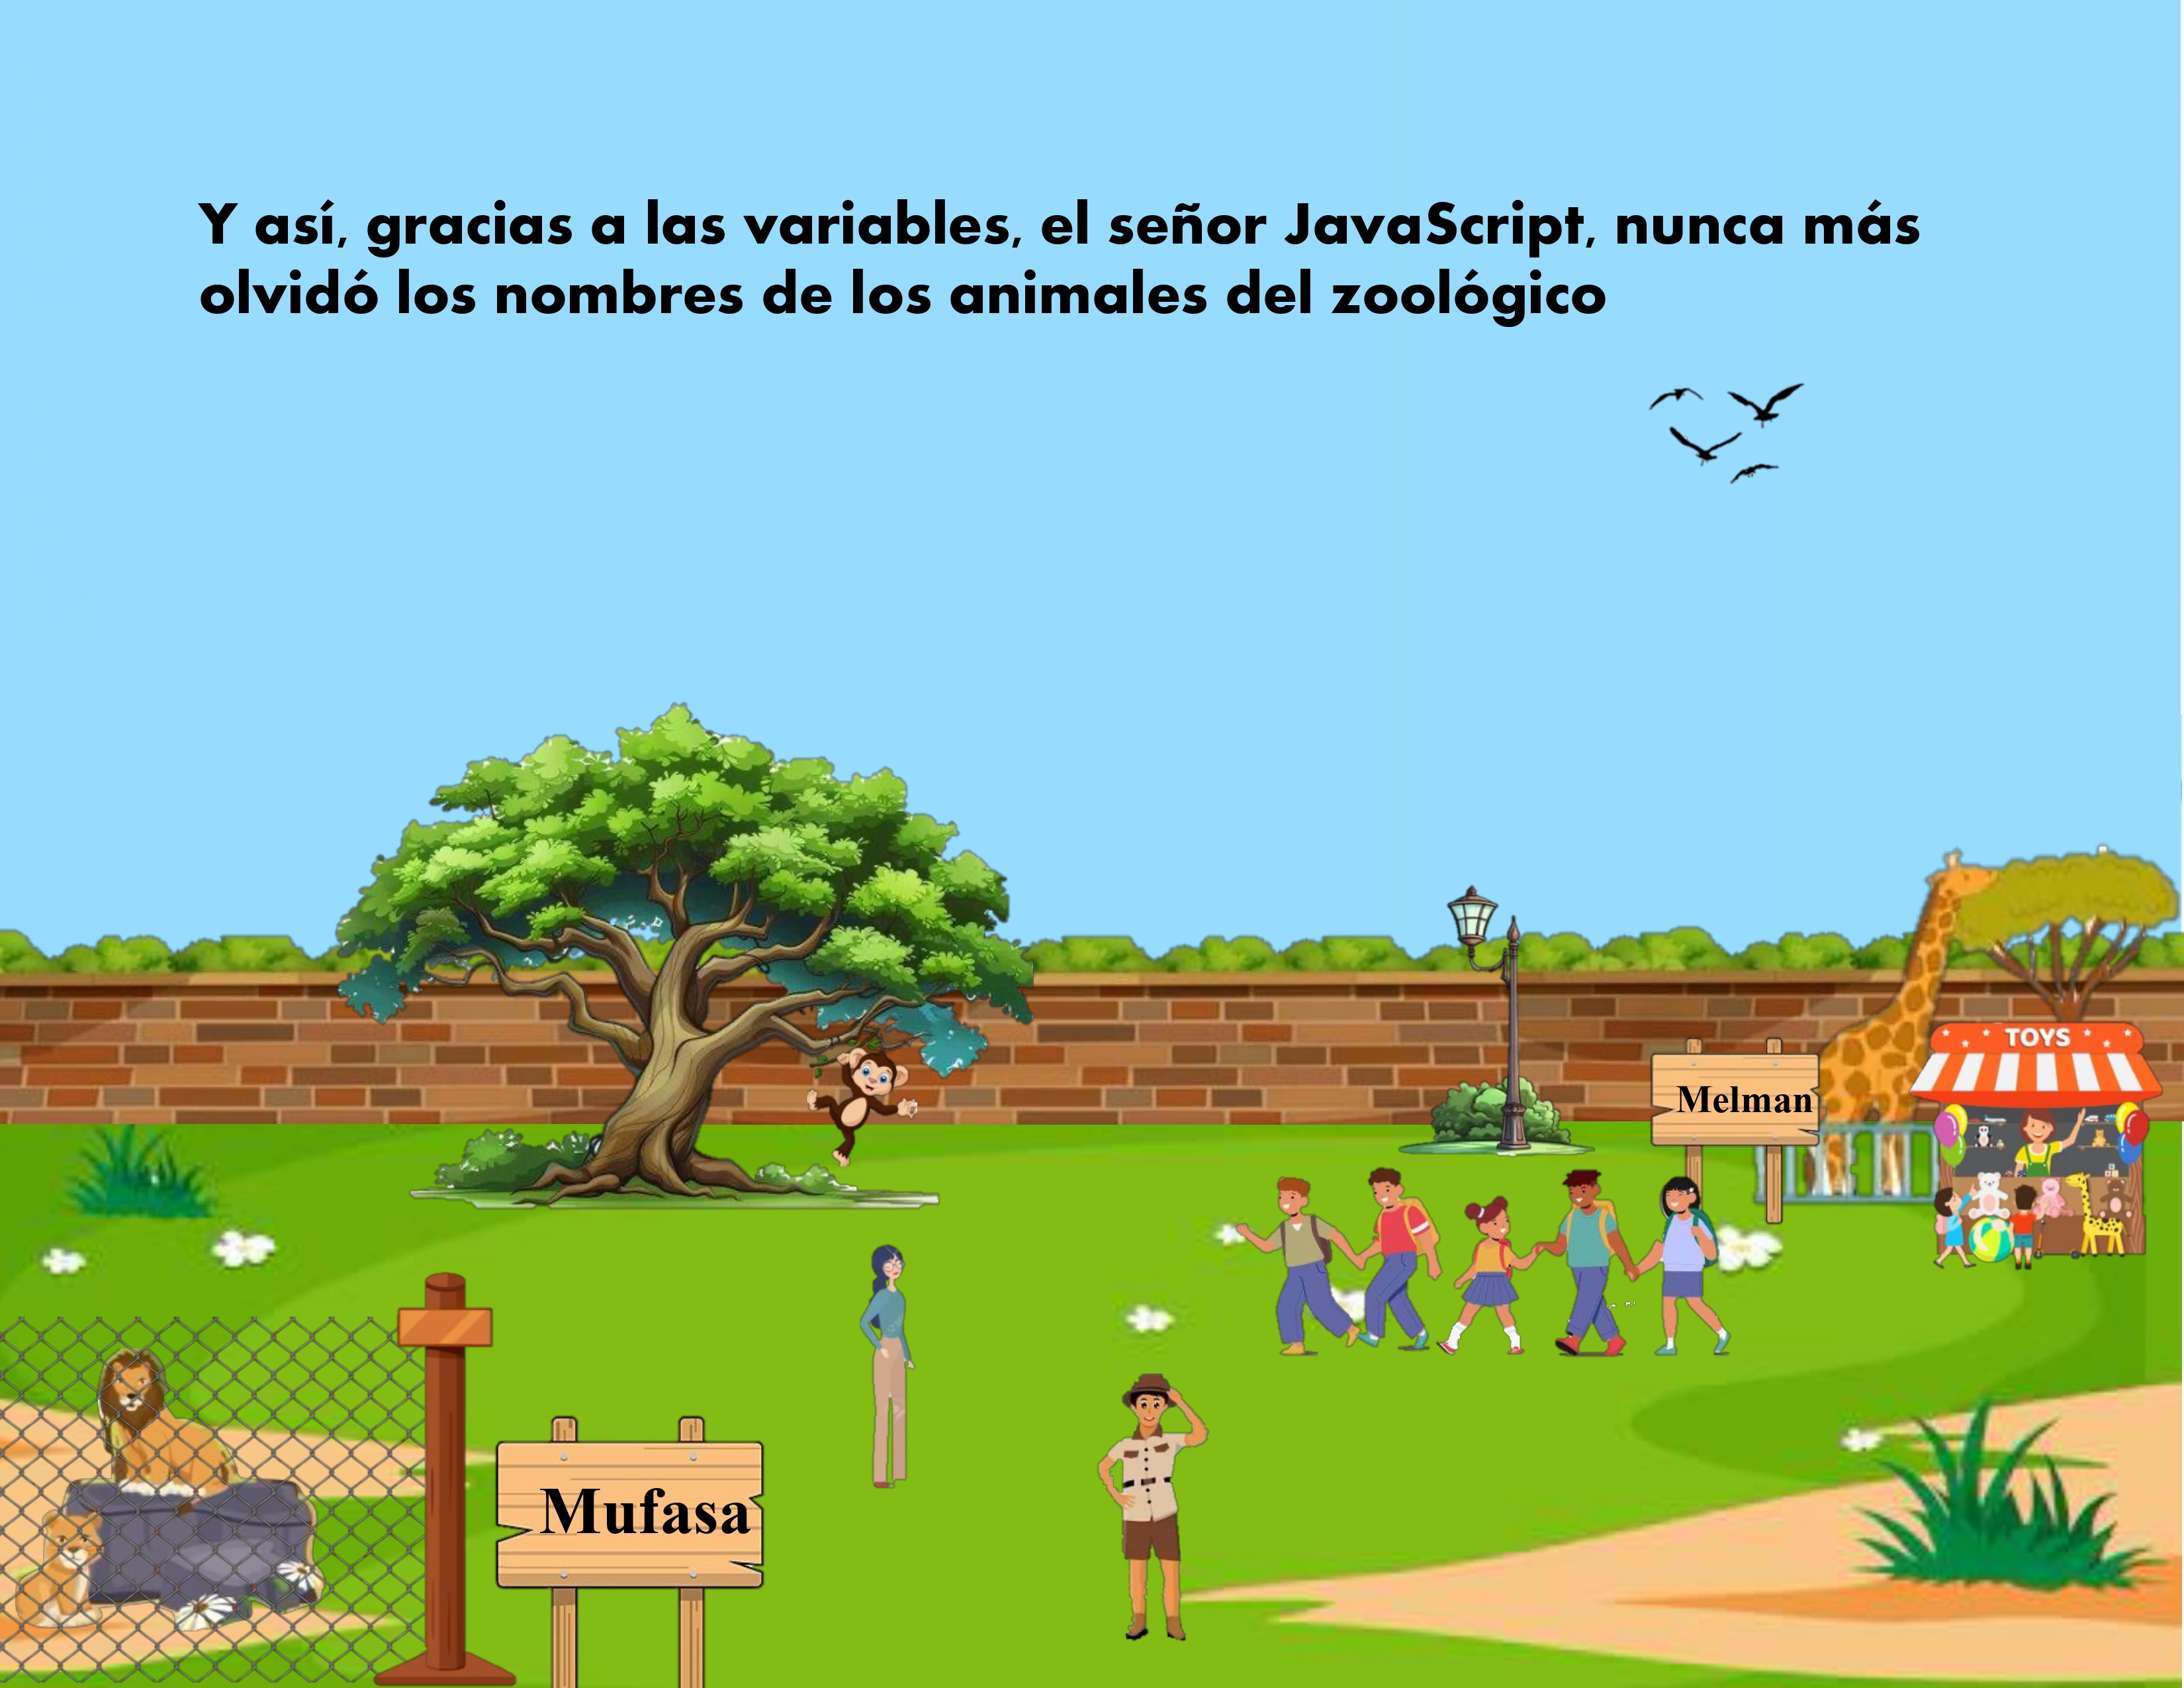 Y así, gracias a las variables, el señor JavaScript, nunca más
olvidó los nombres de los animales del zoológico
TOYS
Melman
Mufasa